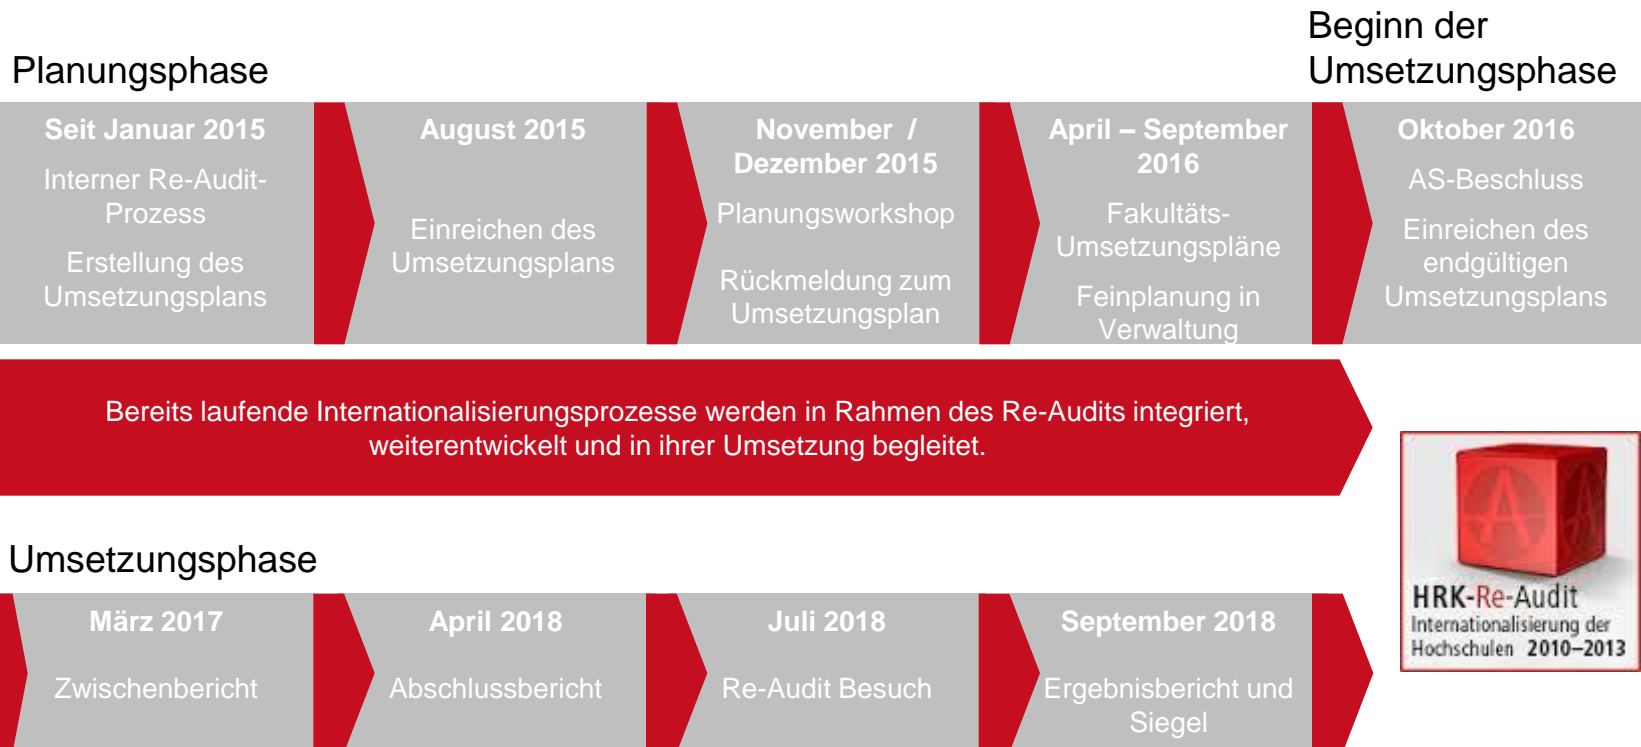 Planungsphase
Beginn der
Umsetzungsphase
Seit Januar 2015
Interner Re-Audit-
Prozess
Erstellung des
Umsetzungsplans
August 2015
Einreichen des
Umsetzungsplans
November /
Dezember 2015
Planungsworkshop
Rückmeldung zum
Umsetzungsplan
April – September
2016
Fakultäts-
Umsetzungspläne
Feinplanung in
Verwaltung
Oktober 2016
AS-Beschluss
Einreichen des
endgültigen
Umsetzungsplans
Bereits laufende Internationalisierungsprozesse werden in Rahmen des Re-Audits integriert,
weiterentwickelt und in ihrer Umsetzung begleitet.
HRK-Re-Audit
Internationalisierung der
Hochschulen 2010–2013
Umsetzungsphase
März 2017
Zwischenbericht
April 2018
Abschlussbericht
Juli 2018
Re-Audit Besuch
September 2018
Ergebnisbericht und
Siegel